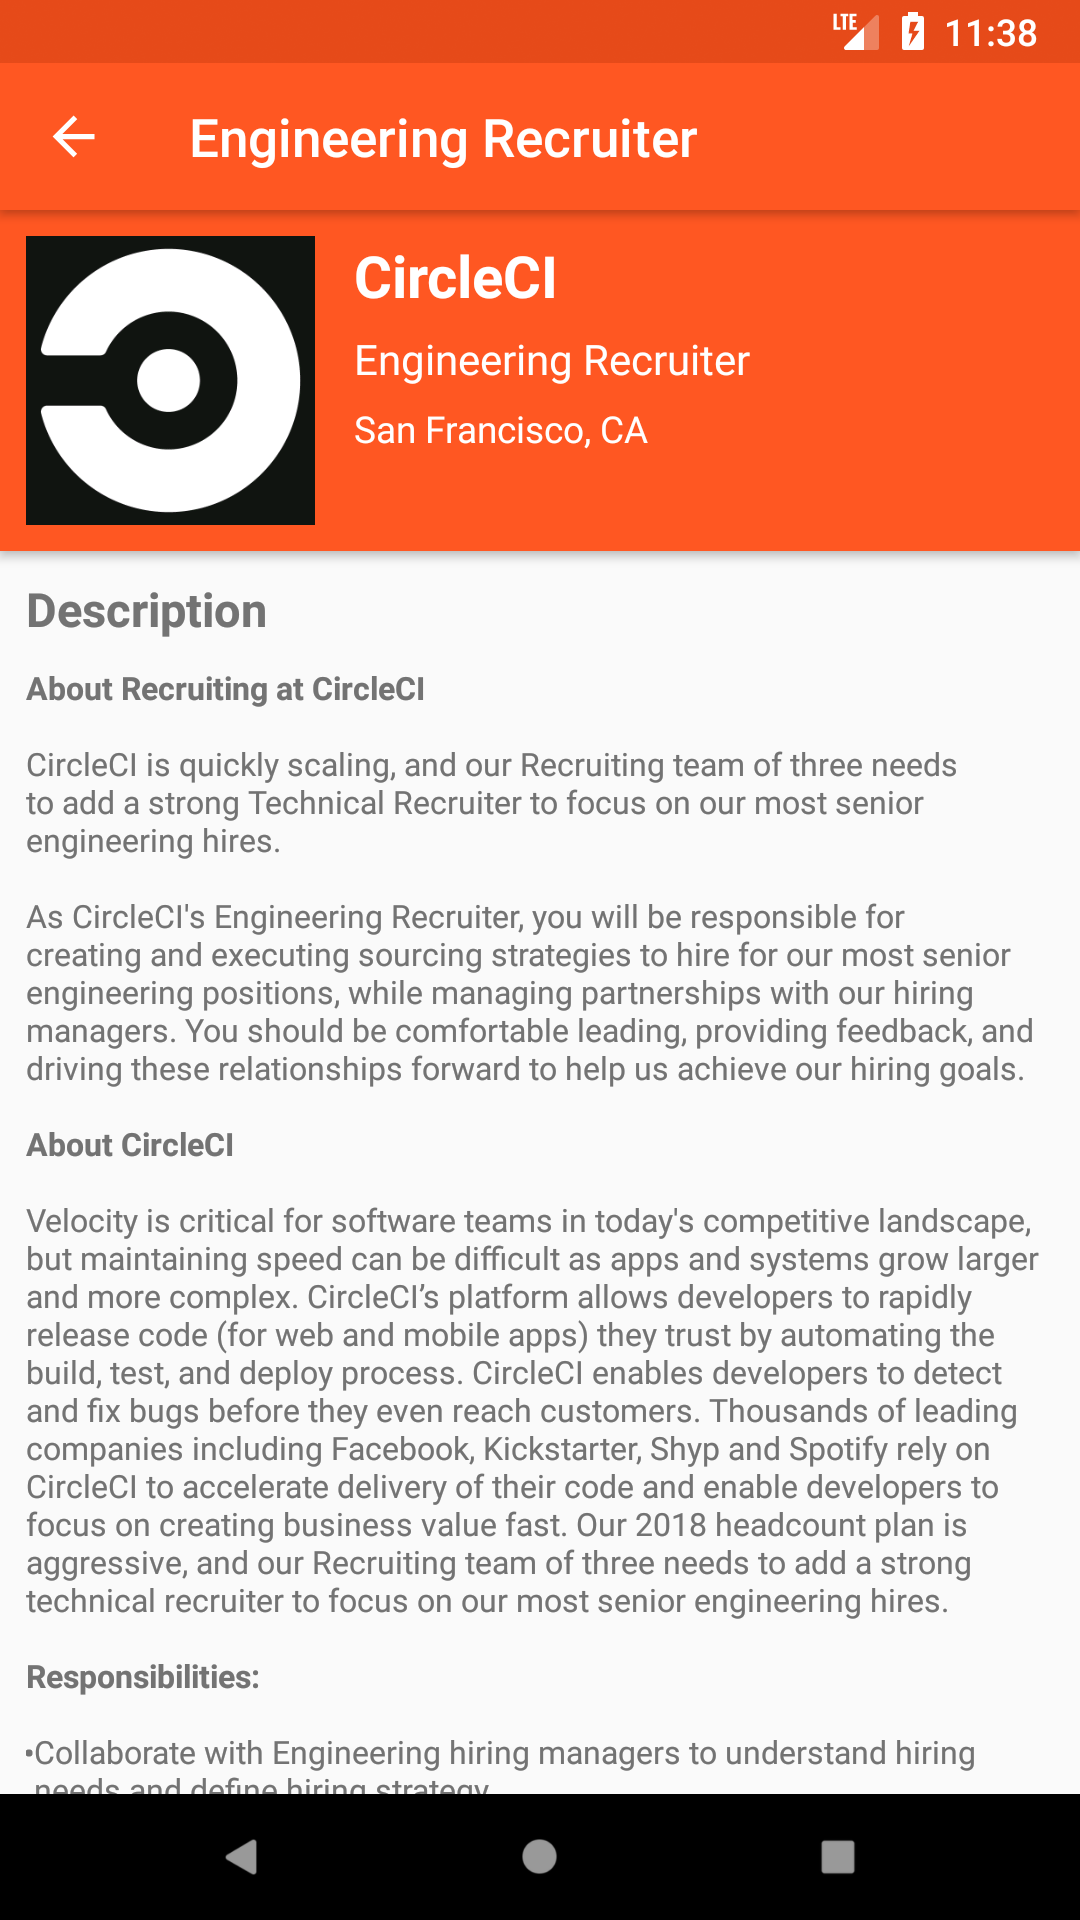 LTE 11:38
Engineering Recruiter
CircleCI
Engineering Recruiter
San Francisco, CA
Description
About Recruiting at CircleCI
CircleCI is quickly scaling, and our Recruiting team of three needs
to add a strong Technical Recruiter to focus on our most senior
engineering hires.
As CircleCI's Engineering Recruiter, you will be responsible for
creating and executing sourcing strategies to hire for our most senior
engineering positions, while managing partnerships with our hiring
managers. You should be comfortable leading, providing feedback, and
driving these relationships forward to help us achieve our hiring goals.
About CircleCI
Velocity is critical for software teams in today's competitive landscape,
but maintaining speed can be difficult as apps and systems grow larger
and more complex. CircleCI’s platform allows developers to rapidly
release code (for web and mobile apps) they trust by automating the
build, test, and deploy process. CircleCI enables developers to detect
and fix bugs before they even reach customers. Thousands of leading
companies including Facebook, Kickstarter, Shyp and Spotify rely on
CircleCI to accelerate delivery of their code and enable developers to
focus on creating business value fast. Our 2018 headcount plan is
aggressive, and our Recruiting team of three needs to add a strong
technical recruiter to focus on our most senior engineering hires.
Responsibilities:
•Collaborate with Engineering hiring managers to understand hiring
needs and define hiring strategy